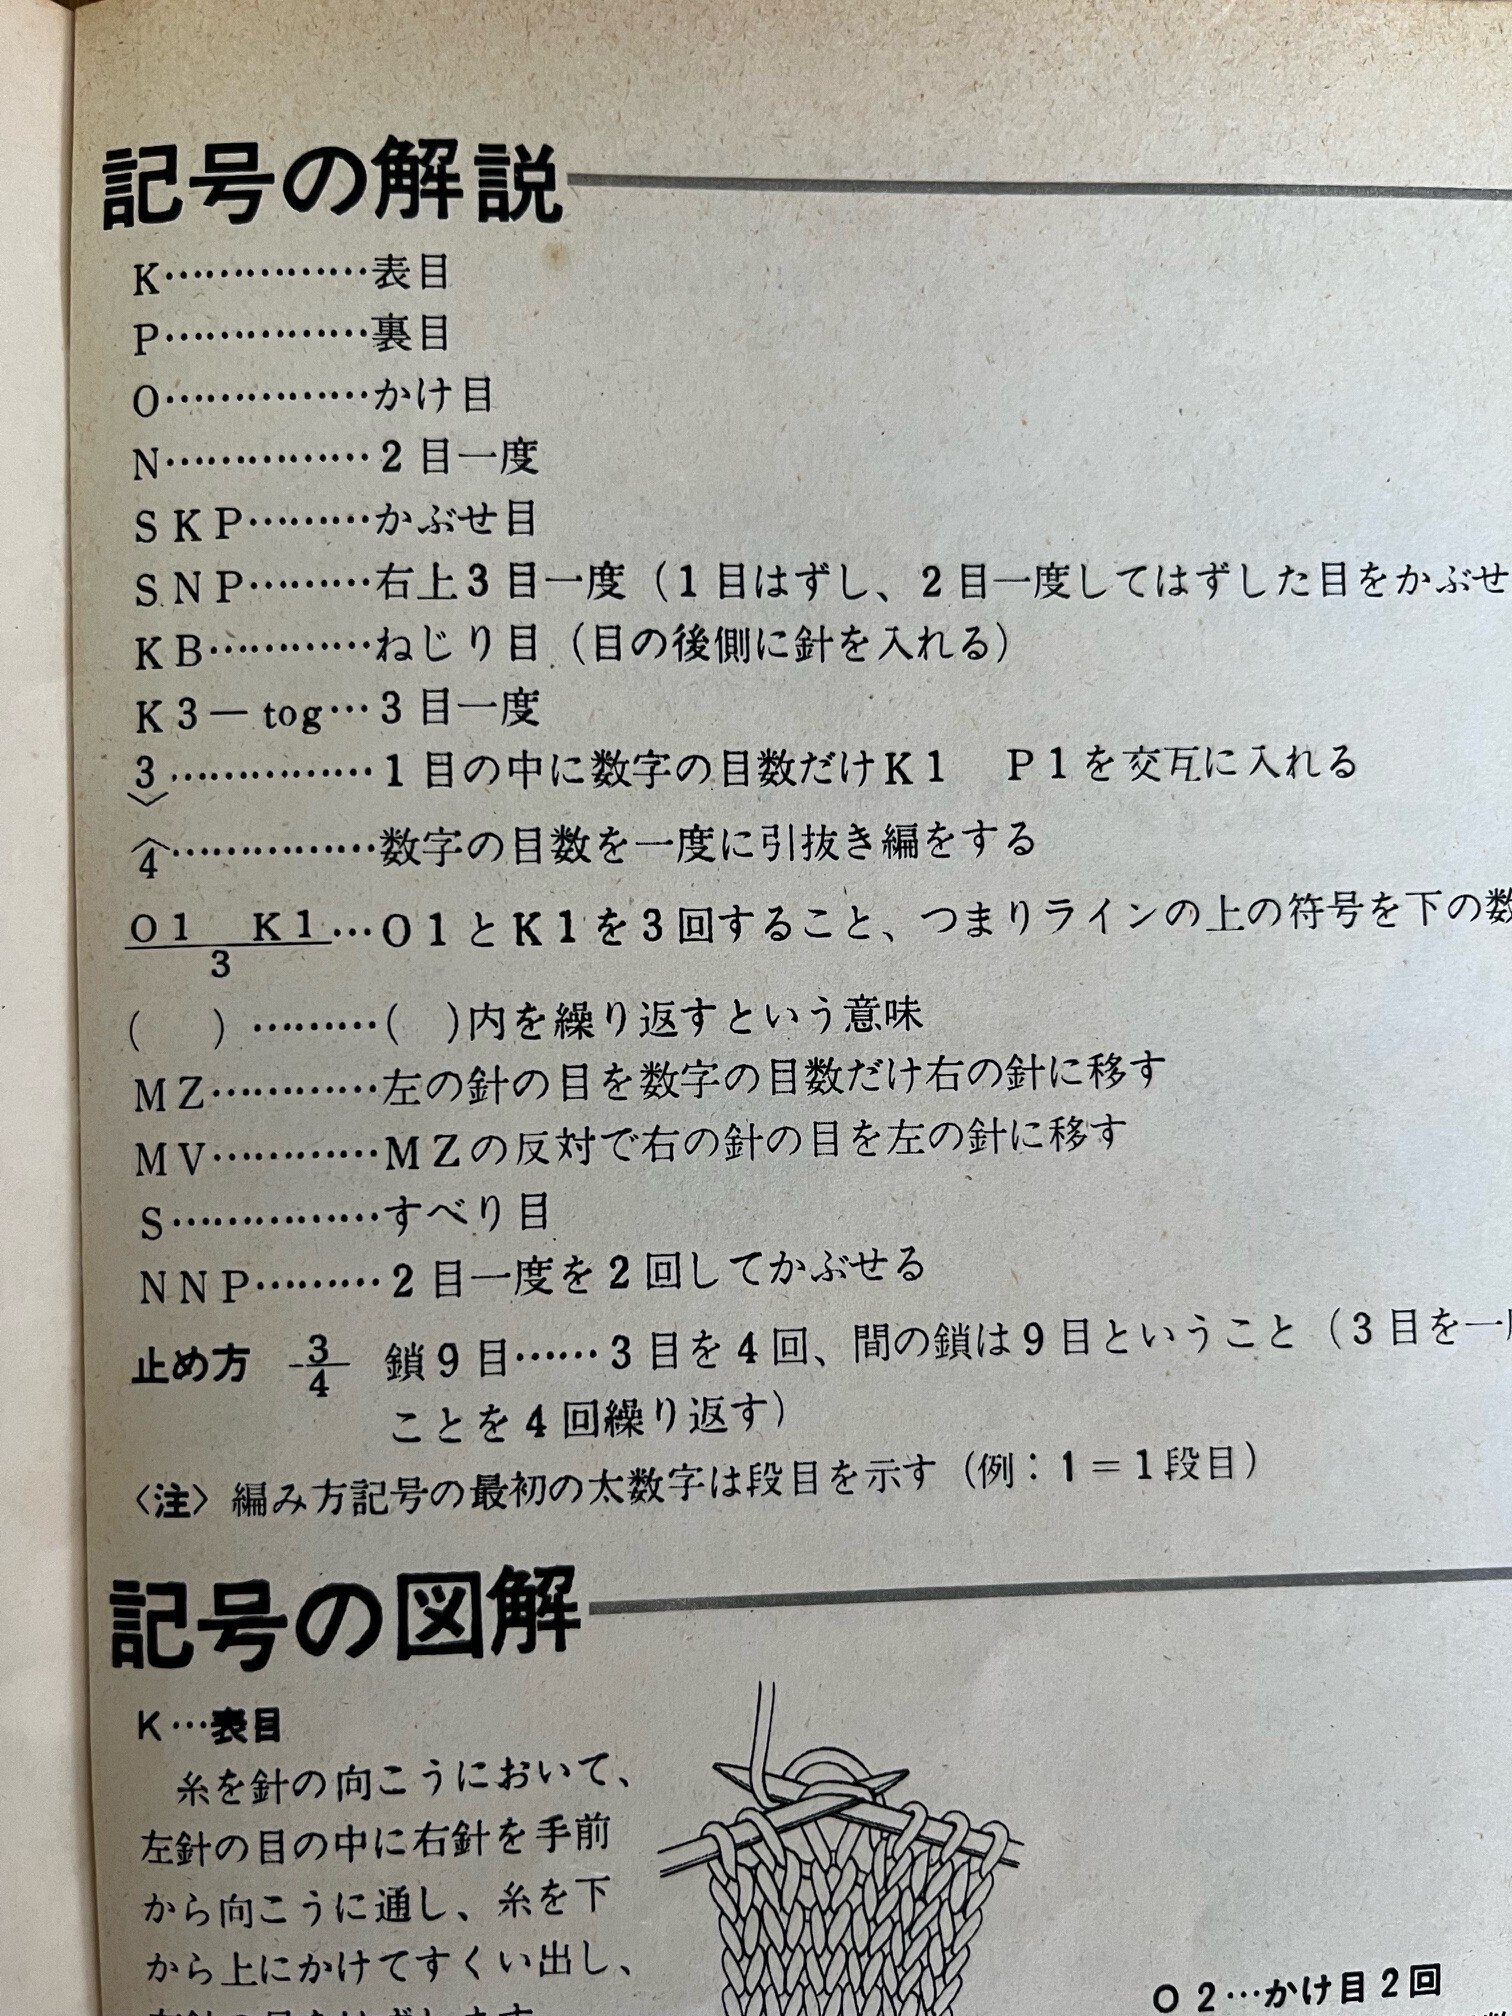 記号の解説
K……………表目
P……………裏目
O……………かけ目
N……………2目一度
SKP………かぶせ目
SNP………右上3目一度（1目はずし、2目一度してはずした目をかぶせ
KB…………ねじり目（目の後側に針を入れる）
K3－tog…3目一度
3……………1目の中に数字の目数だけK1　P1を交互に入れる
4……………数字の目数を一度に引抜き編をする
O1　K1…O1とK1を3回すること、つまりラインの上の符号を下の数
3
(　　)………(　)内を繰り返すという意味
MZ…………左の針の目を数字の目数だけ右の針に移す
MV…………MZの反対で右の針の目を左の針に移す
S……………すべり目
NNP………2目一度を2回してかぶせる
止め方　3/4　鎖9目……3目を4回、間の鎖は9目ということ（3目を一
ことを4回繰り返す）
〈注〉編み方記号の最初の太数字は段目を示す（例：1＝1段目）
記号の図解
K…表目
糸を針の向こうにおいて、
左針の目の中に右針を手前
から向こうに通し、糸を下
から上にかけてすくい出し、
O2…かけ目2回